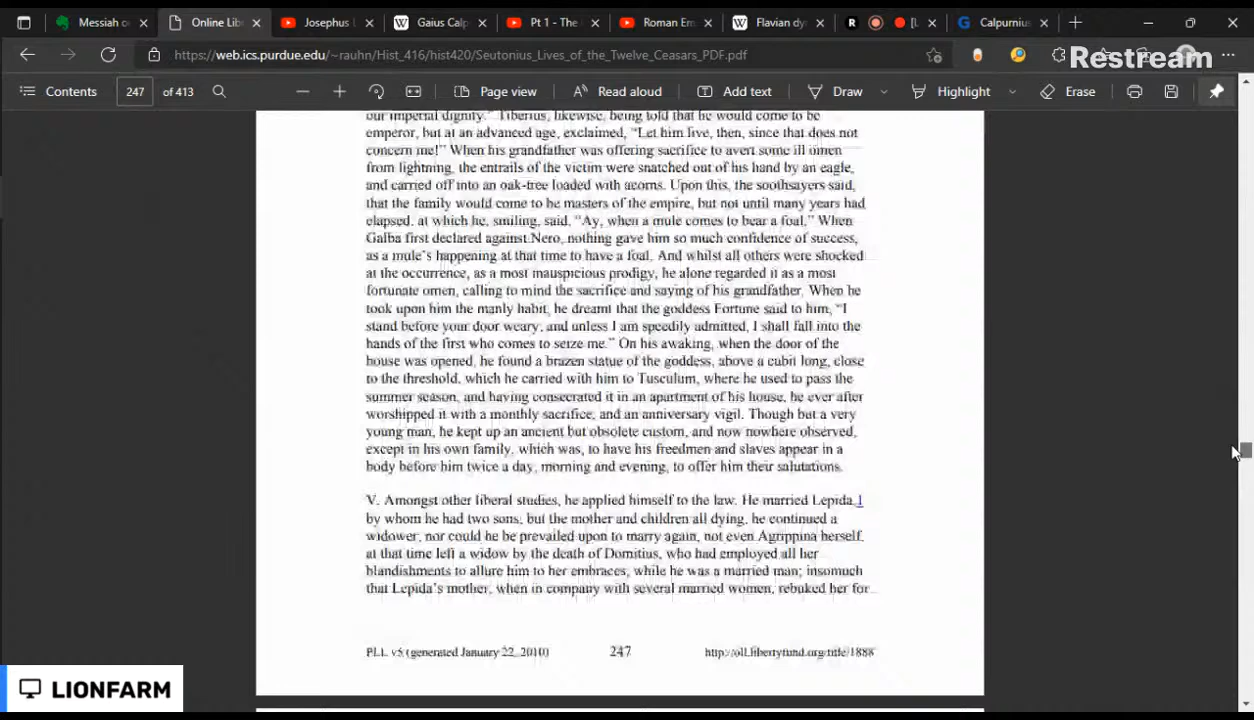 Messiah o
Online Lib
Josephus
Gaius Calp
Pt 1 - The
Roman Em
Flavian dy
Calpurnius
https://web.ics.purdue.edu/~rauhn/Hist_416/hist420/Seutonius_Lives_of_the_Twelve_Ceasars_PDF.pdf
Restream
Contents
247
of 413
Page view
Read aloud
Add text
Draw
Highlight
Erase
our imperial dignity." Tiberius, likewise, being told that he would come to be
emperor, but at an advanced age, exclaimed, "Let him live, then, since that does not
concern me!" When his grandfather was offering sacrifice to avert some ill omen
from lightning, the entrails of the victim were snatched out of his hand by an eagle,
and carried off into an oak-tree loaded with acorns. Upon this, the soothsayers said,
that the family would come to be masters of the empire, but not until many years had
elapsed, at which he, smiling, said, "Ay, when a mule comes to bear a foal." When
Galba first declared against Nero, nothing gave him so much confidence of success,
as a mule's happening at that time to have a foal. And whilst all others were shocked
at the occurrence, as a most inauspicious prodigy, he alone regarded it as a most
fortunate omen, calling to mind the sacrifice and saying of his grandfather. When he
took upon him the manly habit, he dreamt that the goddess Fortune said to him, "I
stand before your door weary, and unless I am speedily admitted, I shall fall into the
hands of the first who comes to seize me." On his awaking, when the door of the
house was opened, he found a brazen statue of the goddess, above a cubit long, close
to the threshold, which he carried with him to Tusculum, where he used to pass the
summer season, and having consecrated it in an apartment of his house, he ever after
worshipped it with a monthly sacrifice, and an anniversary vigil. Though but a very
young man, he kept up an ancient but obsolete custom, and now nowhere observed,
except in his own family, which was, to have his freedmen and slaves appear in a
body before him twice a day, morning and evening, to offer him their salutations.
V. Amongst other liberal studies, he applied himself to the law. He married Lepida,1
by whom he had two sons, but the mother and children all dying, he continued a
widower, nor could he be prevailed upon to marry again, not even Agrippina herself,
at that time left a widow by the death of Domitius, who had employed all her
blandishments to allure him to her embraces, while he was a married man; insomuch
that Lepida's mother, when in company with several married women, rebuked her for
PLL v5 (generated January 22, 2010)
247
http://oll.libertyfund.org/title/1888
LIONFARM